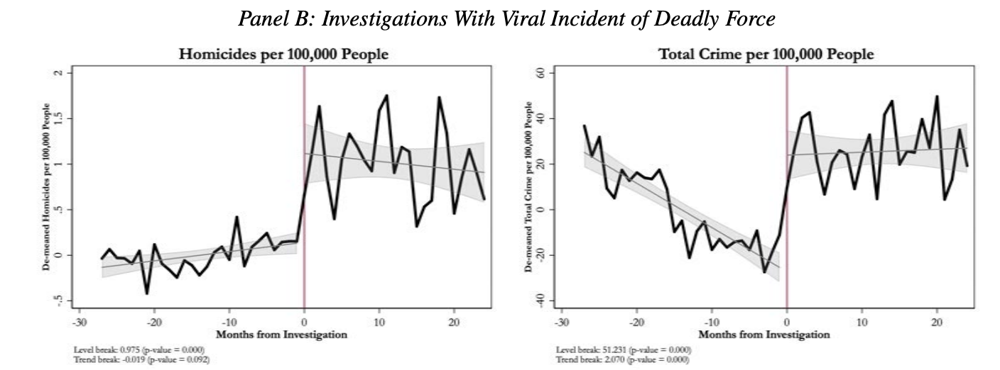 Panel B: Investigations With Viral Incident of Deadly Force
Homicides per 100,000 People
De-meaned Homicides per 100,000 People
2
1.5
1
.5
0
-.5
-30 -20 -10 0 10 20
Months from Investigation
Level break: 0.975 (p-value = 0.000)
Trend break: -0.019 (p-value = 0.092)
Total Crime per 100,000 People
De-meaned Total Crime per 100,000 People
60
40
20
0
-20
-40
-30 -20 -10 0 10 20
Months from Investigation
Level break: 51.231 (p-value = 0.000)
Trend break: 2.070 (p-value = 0.000)